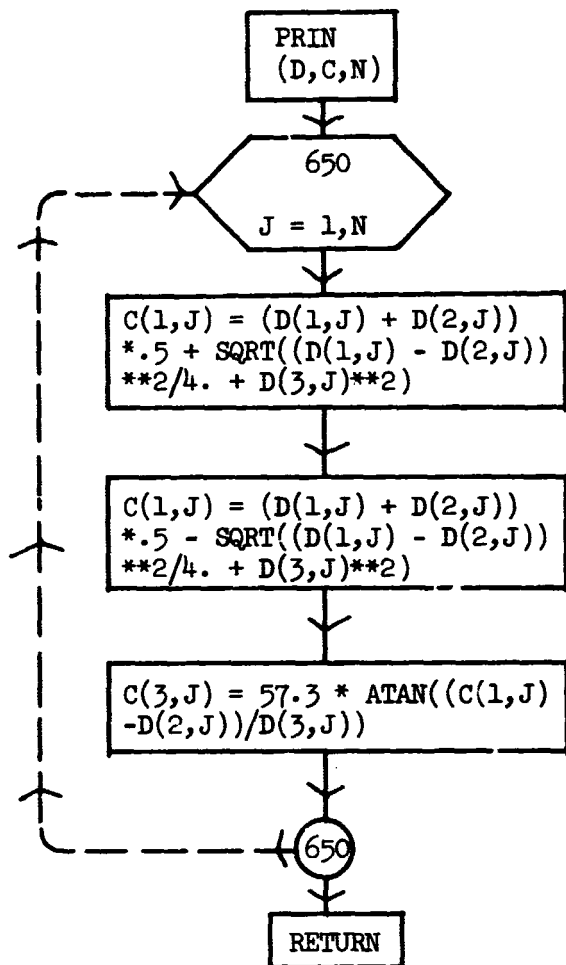 PRIN
(D,C,N)
650
J = 1,N
C(1,J) = (D(1,J) + D(2,J))
*.5 + SQRT((D(1,J) - D(2,J))
**2/4. + D(3,J)**2)
C(1,J) = (D(1,J) + D(2,J))
*.5 - SQRT((D(1,J) - D(2,J))
**2/4. + D(3,J)**2)
C(3,J) = 57.3 * ATAN((C(1,J)
-D(2,J))/D(3,J))
650
RETURN